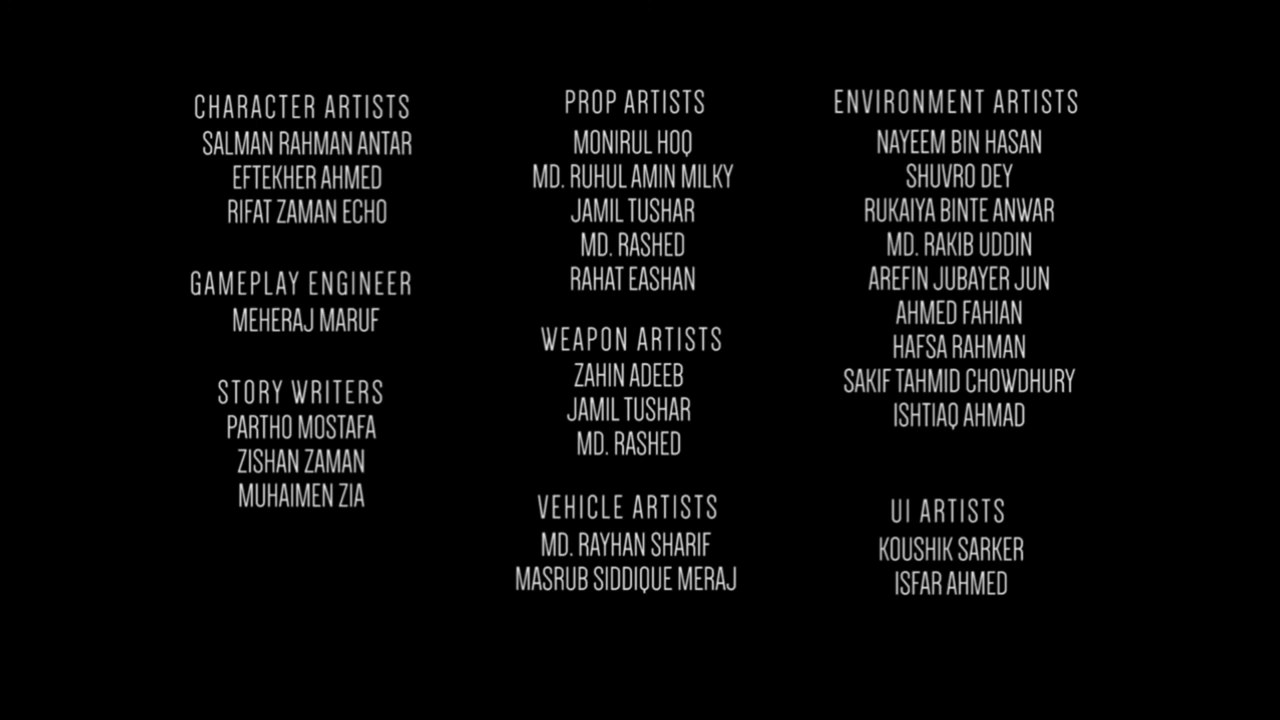 CHARACTER ARTISTS
SALMAN RAHMAN ANTAR
EFTEKHER AHMED
RIFAT ZAMAN ECHO
GAMEPLAY ENGINEER
MEHERAJ MARUF
STORY WRITERS
PARTHO MOSTAFA
ZISHAN ZAMAN
MUHAIMEN ZIA
PROP ARTISTS
MONIRUL HOQ
MD. RUHUL AMIN MILKY
JAMIL TUSHAR
MD. RASHED
RAHAT EASHAN
WEAPON ARTISTS
ZAHIN ADEEB
JAMIL TUSHAR
MD. RASHED
VEHICLE ARTISTS
MD. RAYHAN SHARIF
MASRUB SIDDIQUE MERAJ
ENVIRONMENT ARTISTS
NAYEEM BIN HASAN
SHUVRO DEY
RUKAIYA BINTE ANWAR
MD. RAKIB UDDIN
AREFIN JUBAYER JUN
AHMED FAHIAN
HAFSA RAHMAN
SAKIF TAHMID CHOWDHURY
ISHTIAQ AHMAD
UI ARTISTS
KOUSHIK SARKER
ISFAR AHMED